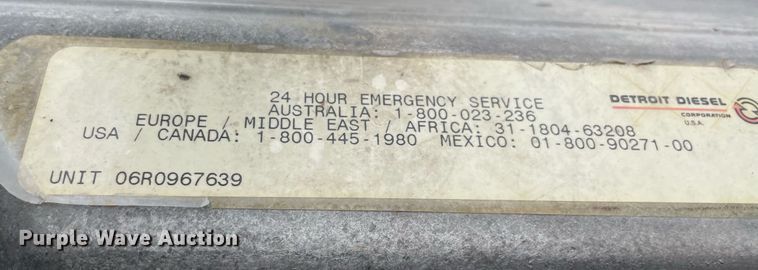 24 HOUR EMERGENCY SERVICE
AUSTRALIA: 1-800-023-236
EUROPE / MIDDLE EAST / AFRICA: 31-1804-63208
USA / CANADA: 1-800-445-1980 MEXICO: 01-800-90271-00
DETROIT DIESEL
CORPORATION
U.S.A.
UNIT 06R0967639
Purple Wave Auction